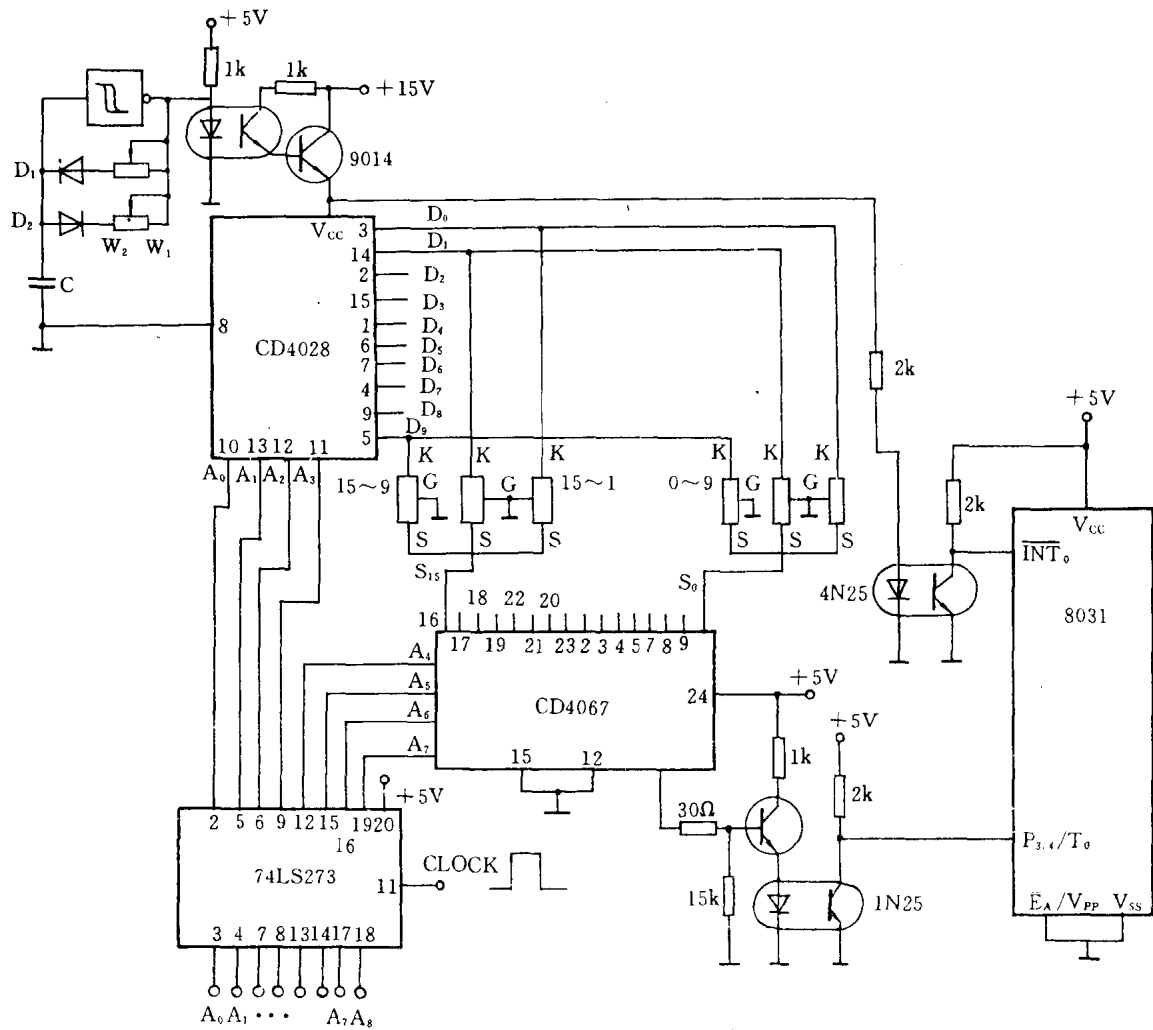 +5V
1k
1k
+15V
9014
D₁
D₂
W₂ W₁
C
V_CC
3
D₀
14
D₁
2
D₂
15
D₃
1
D₄
6
D₅
7
D₆
4
D₇
9
D₈
5
D₉
8
CD4028
10 13 12 11
A₀ A₁ A₂ A₃
K K K K K K
15~9 G G 15~1 0~9 G G
S S S S S S
S₁₅
S₀
2k
+5V
2k
V_CC
INT₀
4N25
8031
16 17 18 19 22 21 20 23 2 3 4 5 7 8 9
A₄
A₅
A₆
A₇
CD4067
24
+5V
15 12
1k
+5V
2k
30Ω
15k
1N25
P₃.₄/T₀
E_A/V_PP V_SS
+5V
2 5 6 9 12 15 16 19 20
74LS273
11
CLOCK
3 4 7 8 13 14 17 18
A₀ A₁ ··· A₇ A₈